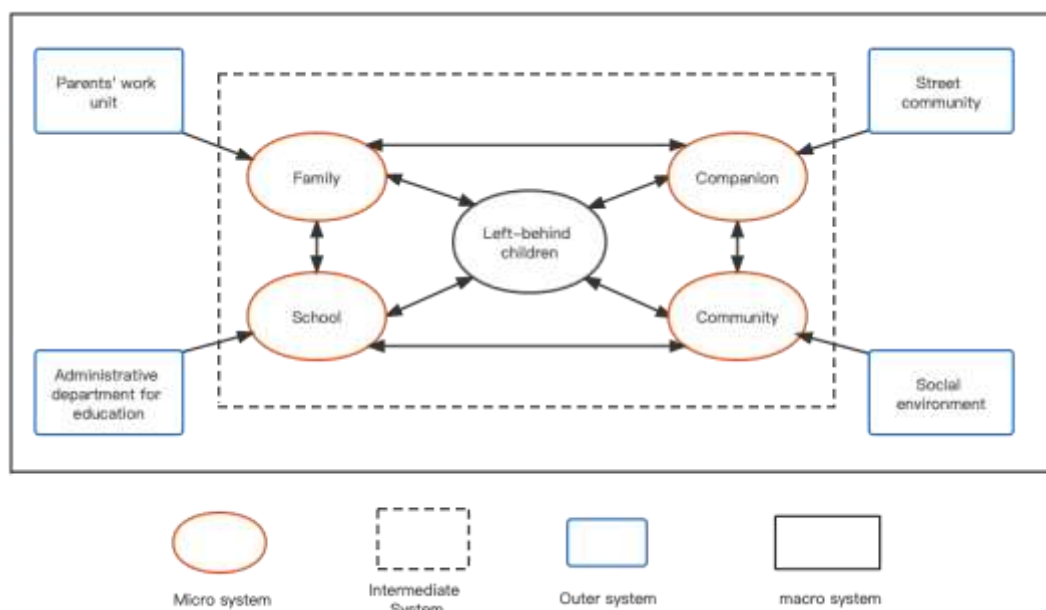 Parents' work
unit
Street
community
Family
Companion
Left-behind
children
School
Community
Administrative
department for
education
Social
environment
Micro system
Intermediate
System
Outer system
macro system